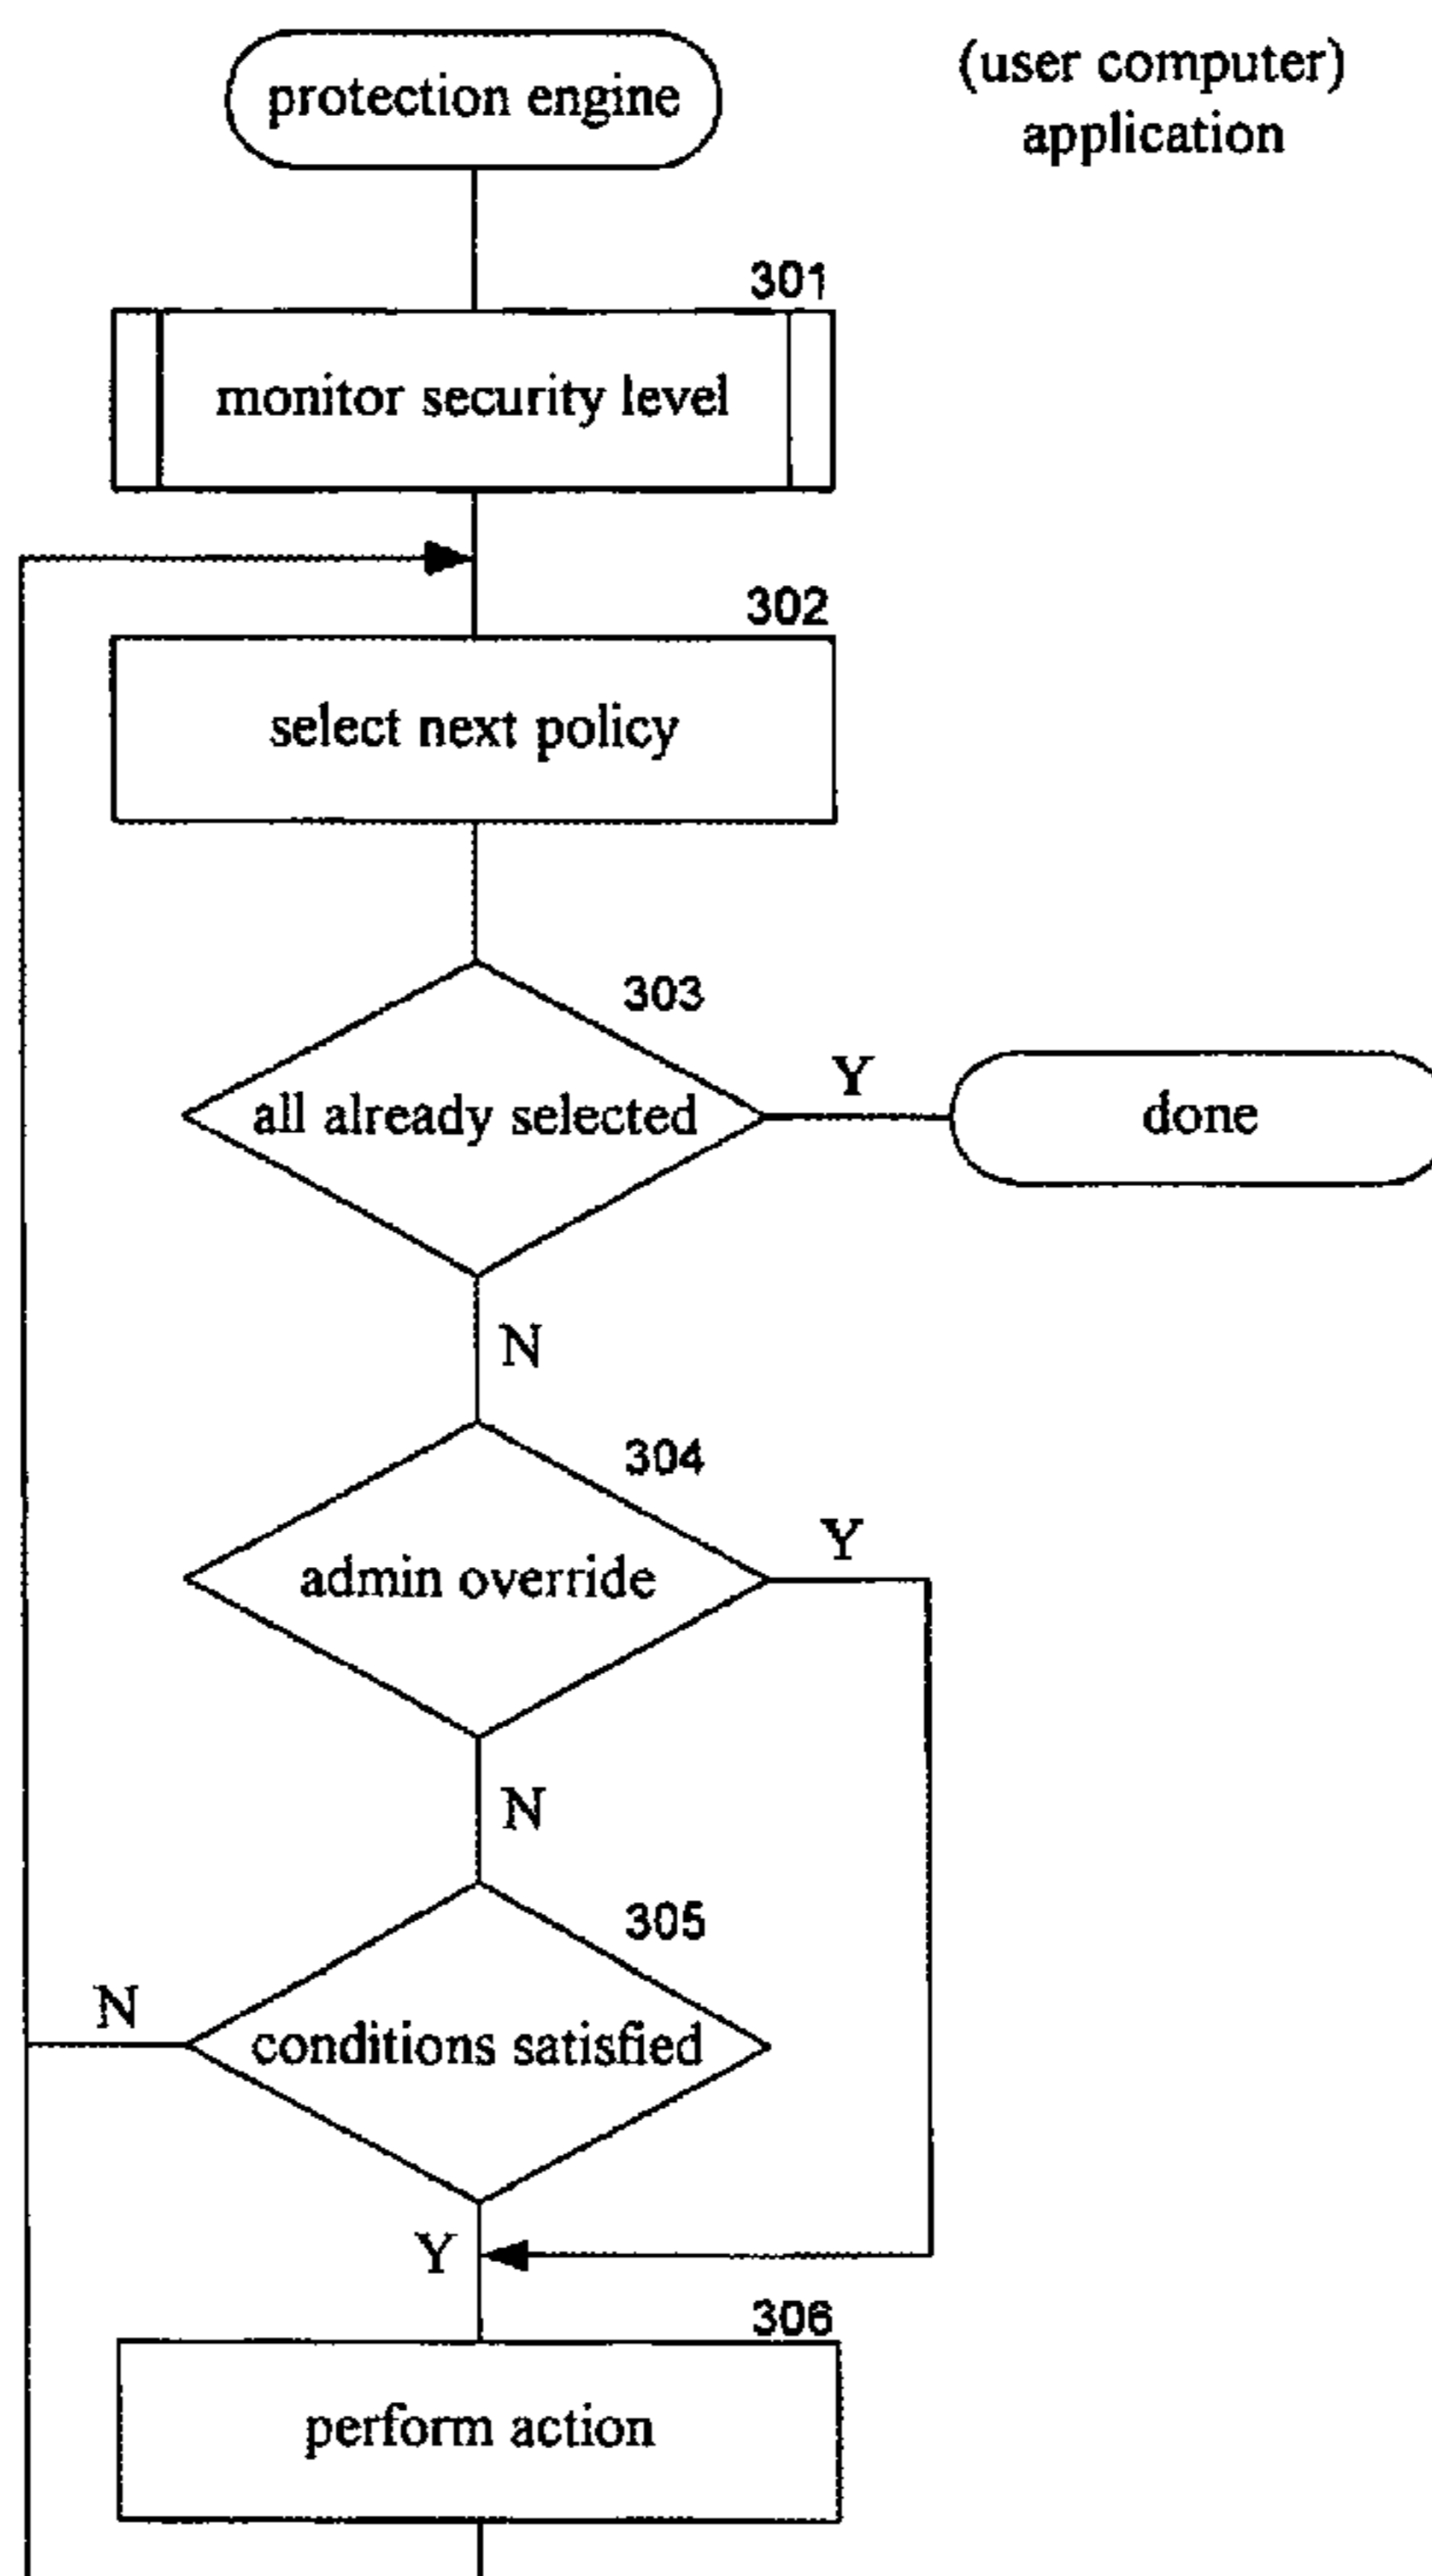 protection engine
(user computer)
application
301
monitor security level
302
select next policy
303
all already selected
Y
done
N
304
admin override
Y
N
305
conditions satisfied
N
Y
306
perform action